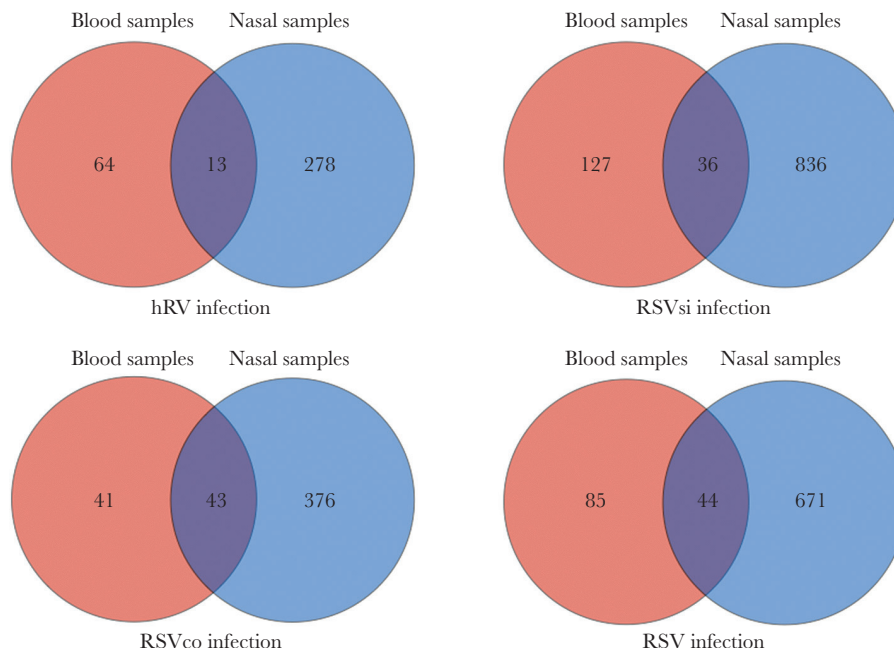 Blood samples Nasal samples
64 13 278
hRV infection
Blood samples Nasal samples
127 36 836
RSVsi infection
Blood samples Nasal samples
41 43 376
RSVco infection
Blood samples Nasal samples
85 44 671
RSV infection